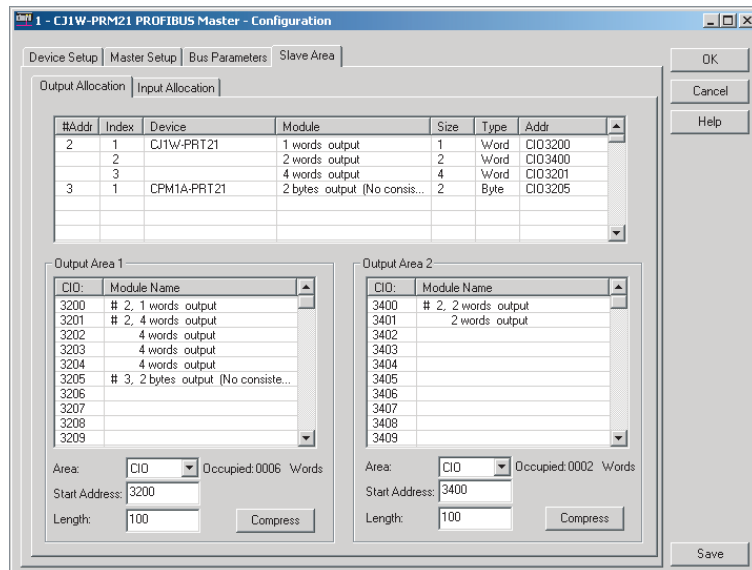 1 - CJ1W-PRM21 PROFIBUS Master - Configuration
Device Setup Master Setup Bus Parameters Slave Area
OK
Cancel
Help
Output Allocation Input Allocation
#Addr Index Device Module Size Type Addr
2 1 CJ1W-PRT21 1 words output 1 Word CIO3200
2 2 words output 2 Word CIO3400
3 4 words output 4 Word CIO3201
3 1 CPM1A-PRT21 2 bytes output (No consis... 2 Byte CIO3205
Output Area 1
CIO: Module Name
3200 # 2, 1 words output
3201 # 2, 4 words output
3202 4 words output
3203 4 words output
3204 4 words output
3205 # 3, 2 bytes output (No consiste...
3206
3207
3208
3209
Area: CIO Occupied:0006 Words
Start Address: 3200
Length: 100 Compress
Output Area 2
CIO: Module Name
3400 # 2, 2 words output
3401 2 words output
3402
3403
3404
3405
3406
3407
3408
3409
Area: CIO Occupied:0002 Words
Start Address: 3400
Length: 100 Compress
Save